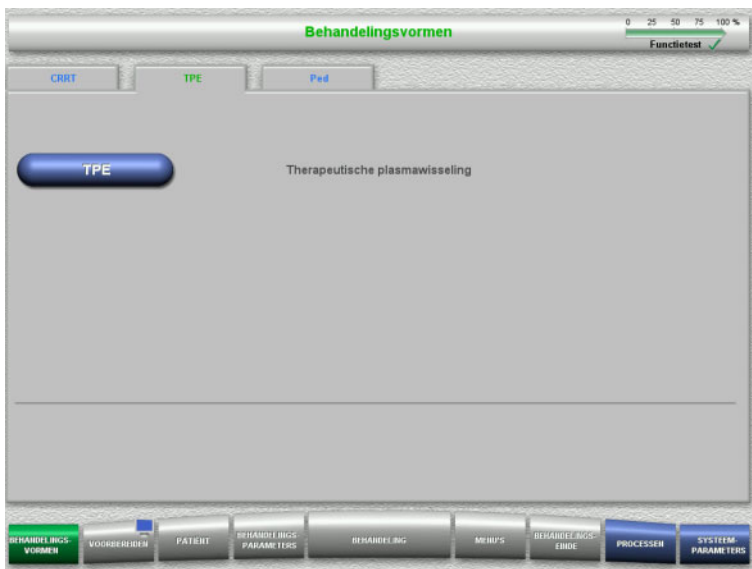 Behandelingsvormen
0 25 50 75 100 %
Functietest
CRRT TPE Ped
TPE Therapeutische plasmawisseling
BEHANDELINGS-
VORMEN
VOORBEREIDEN
PATIENT
BEHANDELINGS-
PARAMETERS
BEHANDELING
MENU'S
BEHANDELINGS-
EINDE
PROCESSEN
SYSTEEM-
PARAMETERS